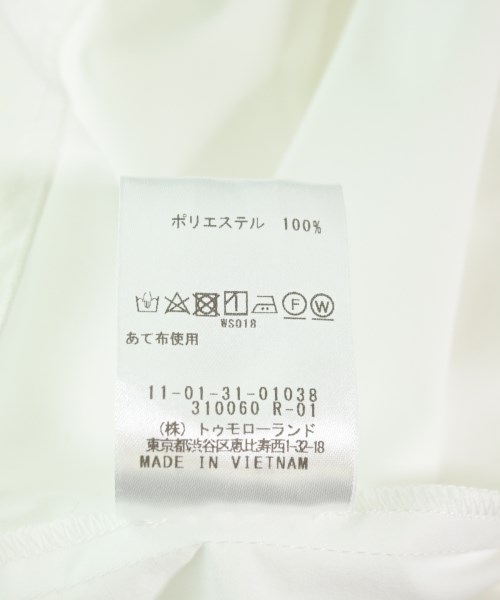 ポリエステル 100%
F W
WS018
あて布使用
11-01-31-01038
310060 R-01
(株) トゥモローランド
東京都渋谷区恵比寿西1-32-18
MADE IN VIETNAM